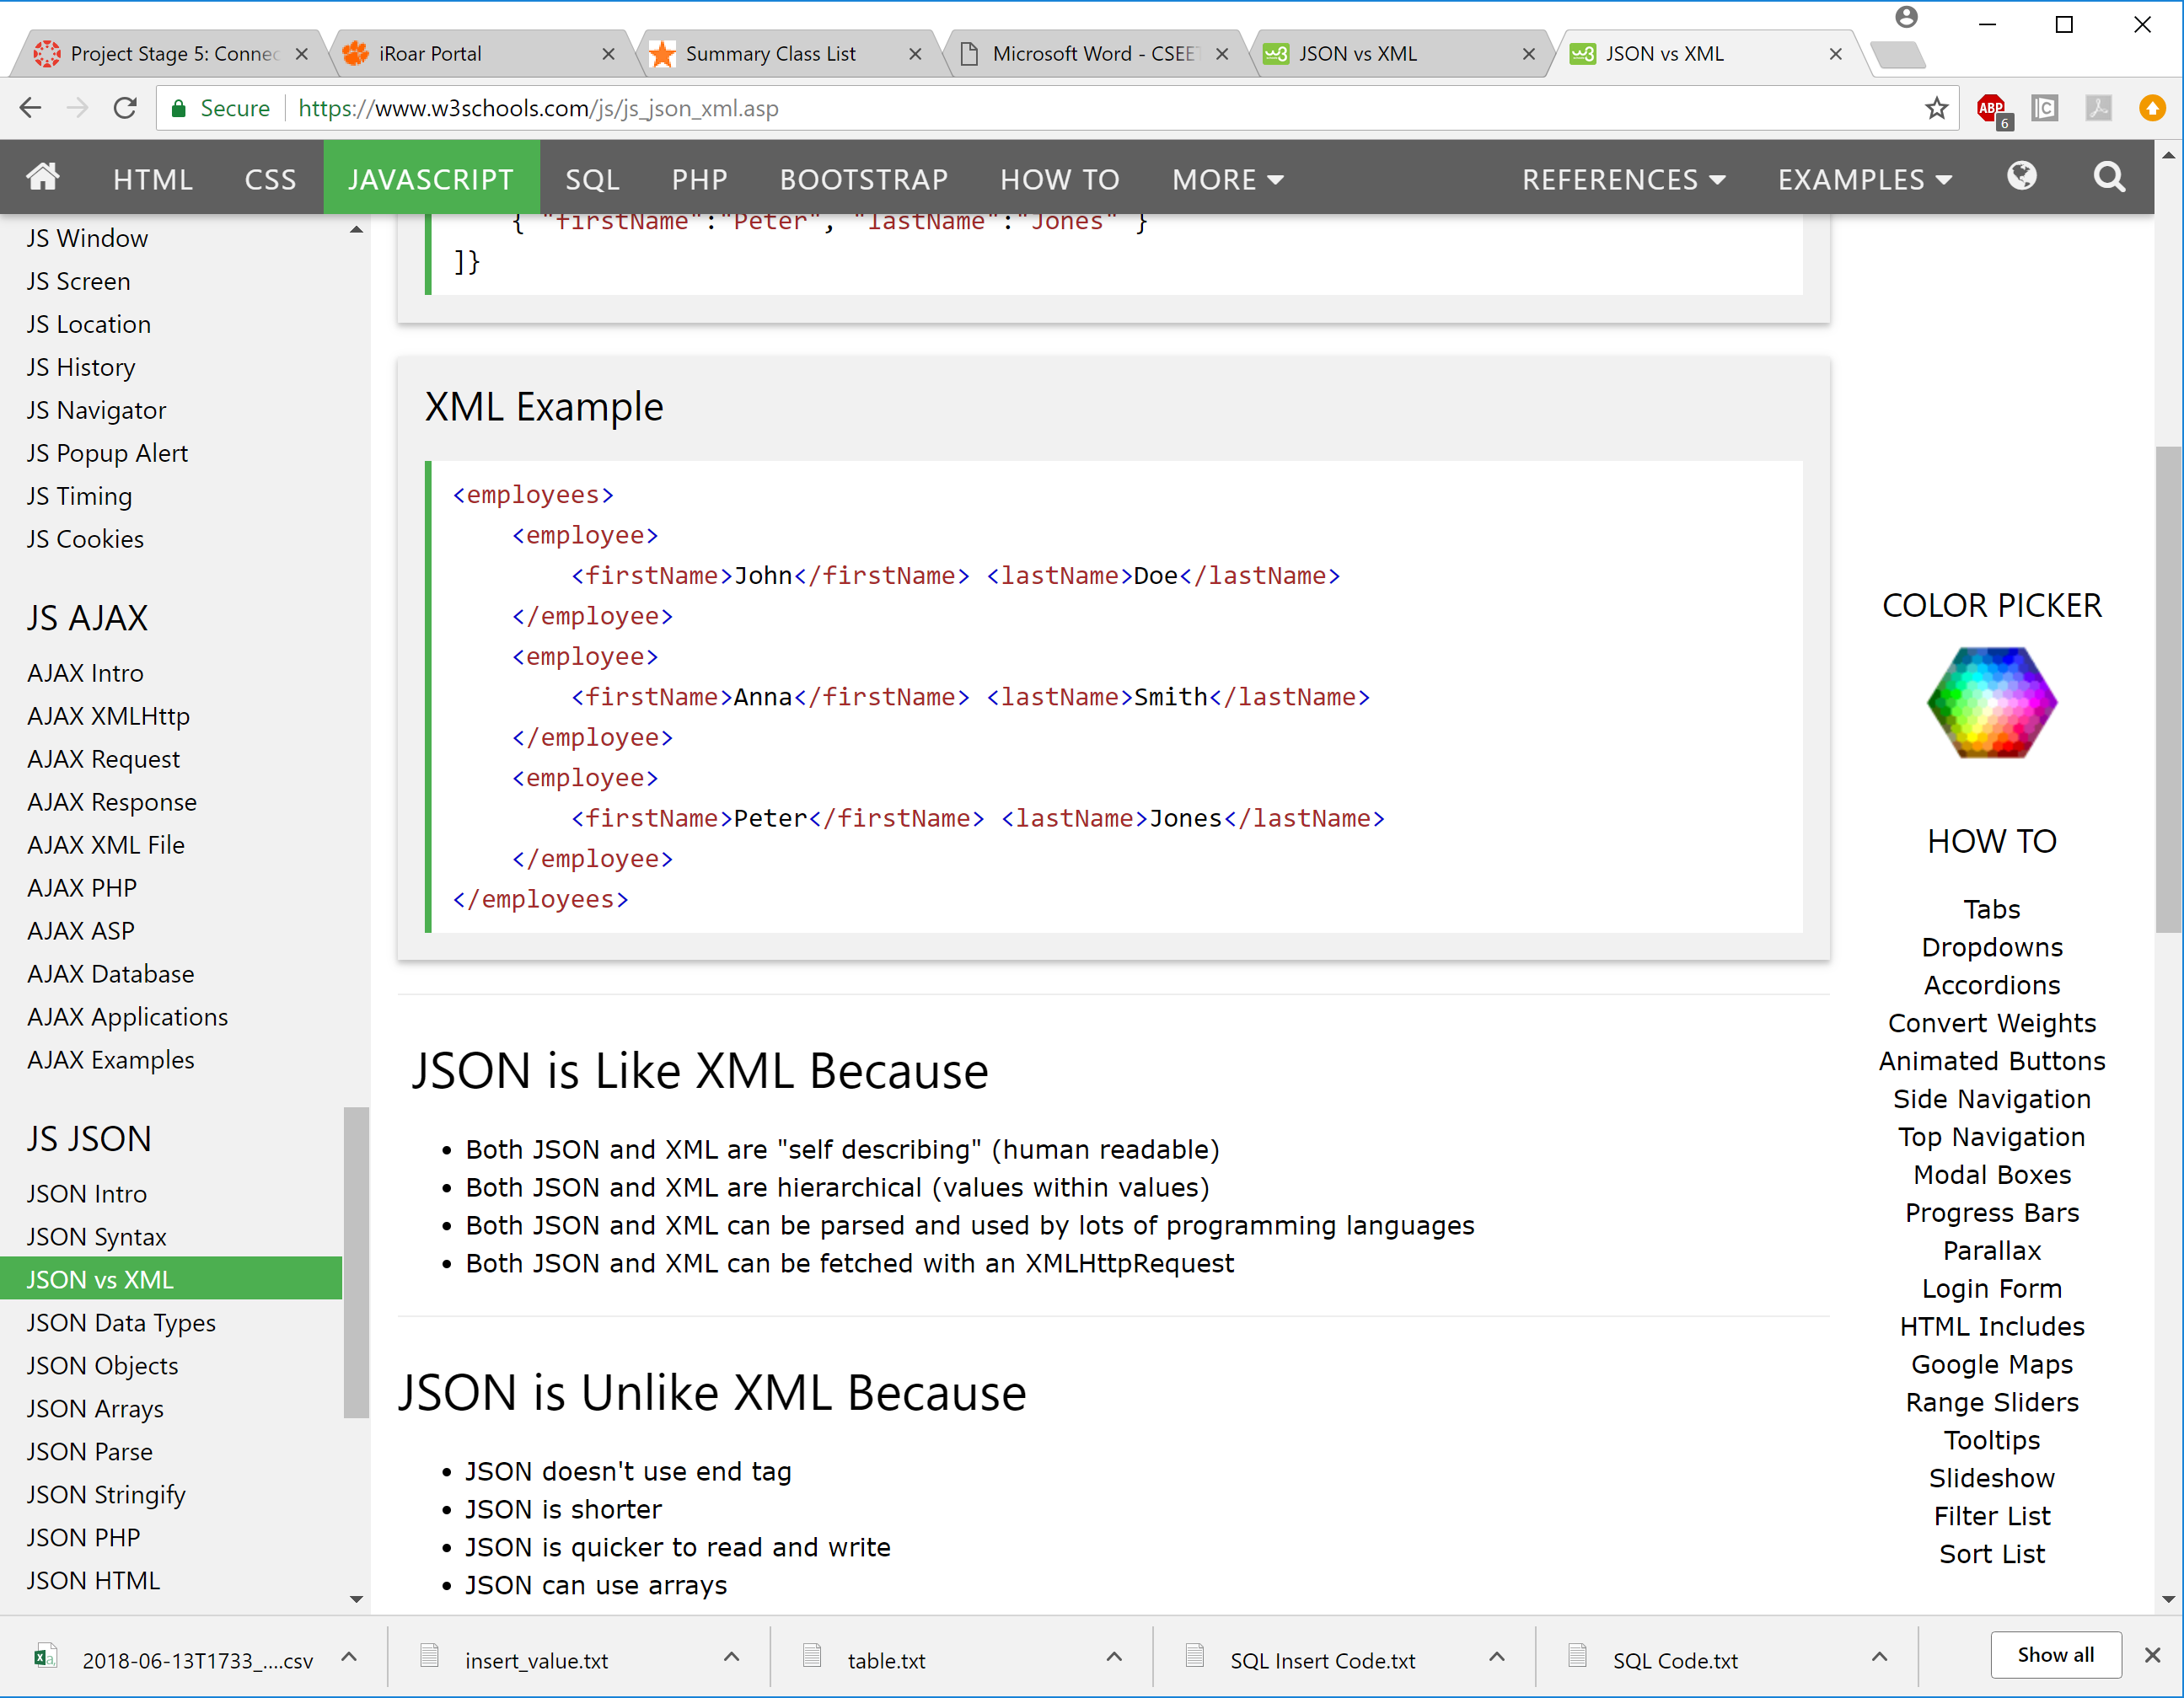 Project Stage 5: Connec
iRoar Portal
Summary Class List
Microsoft Word - CSEET
JSON vs XML
JSON vs XML
Secure
https://www.w3schools.com/js/js_json_xml.asp
ABP
6
HTML
CSS
JAVASCRIPT
SQL
PHP
BOOTSTRAP
HOW TO
MORE
REFERENCES
EXAMPLES
JS Window
JS Screen
JS Location
JS History
JS Navigator
JS Popup Alert
JS Timing
JS Cookies
JS AJAX
AJAX Intro
AJAX XMLHttp
AJAX Request
AJAX Response
AJAX XML File
AJAX PHP
AJAX ASP
AJAX Database
AJAX Applications
AJAX Examples
JS JSON
JSON Intro
JSON Syntax
JSON vs XML
JSON Data Types
JSON Objects
JSON Arrays
JSON Parse
JSON Stringify
JSON PHP
JSON HTML
{ "firstName":"Peter", "lastName":"Jones" }
]}
XML Example
<employees>
<employee>
<firstName>John</firstName> <lastName>Doe</lastName>
</employee>
<employee>
<firstName>Anna</firstName> <lastName>Smith</lastName>
</employee>
<employee>
<firstName>Peter</firstName> <lastName>Jones</lastName>
</employee>
</employees>
JSON is Like XML Because
• Both JSON and XML are "self describing" (human readable)
• Both JSON and XML are hierarchical (values within values)
• Both JSON and XML can be parsed and used by lots of programming languages
• Both JSON and XML can be fetched with an XMLHttpRequest
JSON is Unlike XML Because
• JSON doesn't use end tag
• JSON is shorter
• JSON is quicker to read and write
• JSON can use arrays
COLOR PICKER
HOW TO
Tabs
Dropdowns
Accordions
Convert Weights
Animated Buttons
Side Navigation
Top Navigation
Modal Boxes
Progress Bars
Parallax
Login Form
HTML Includes
Google Maps
Range Sliders
Tooltips
Slideshow
Filter List
Sort List
2018-06-13T1733_....csv
insert_value.txt
table.txt
SQL Insert Code.txt
SQL Code.txt
Show all